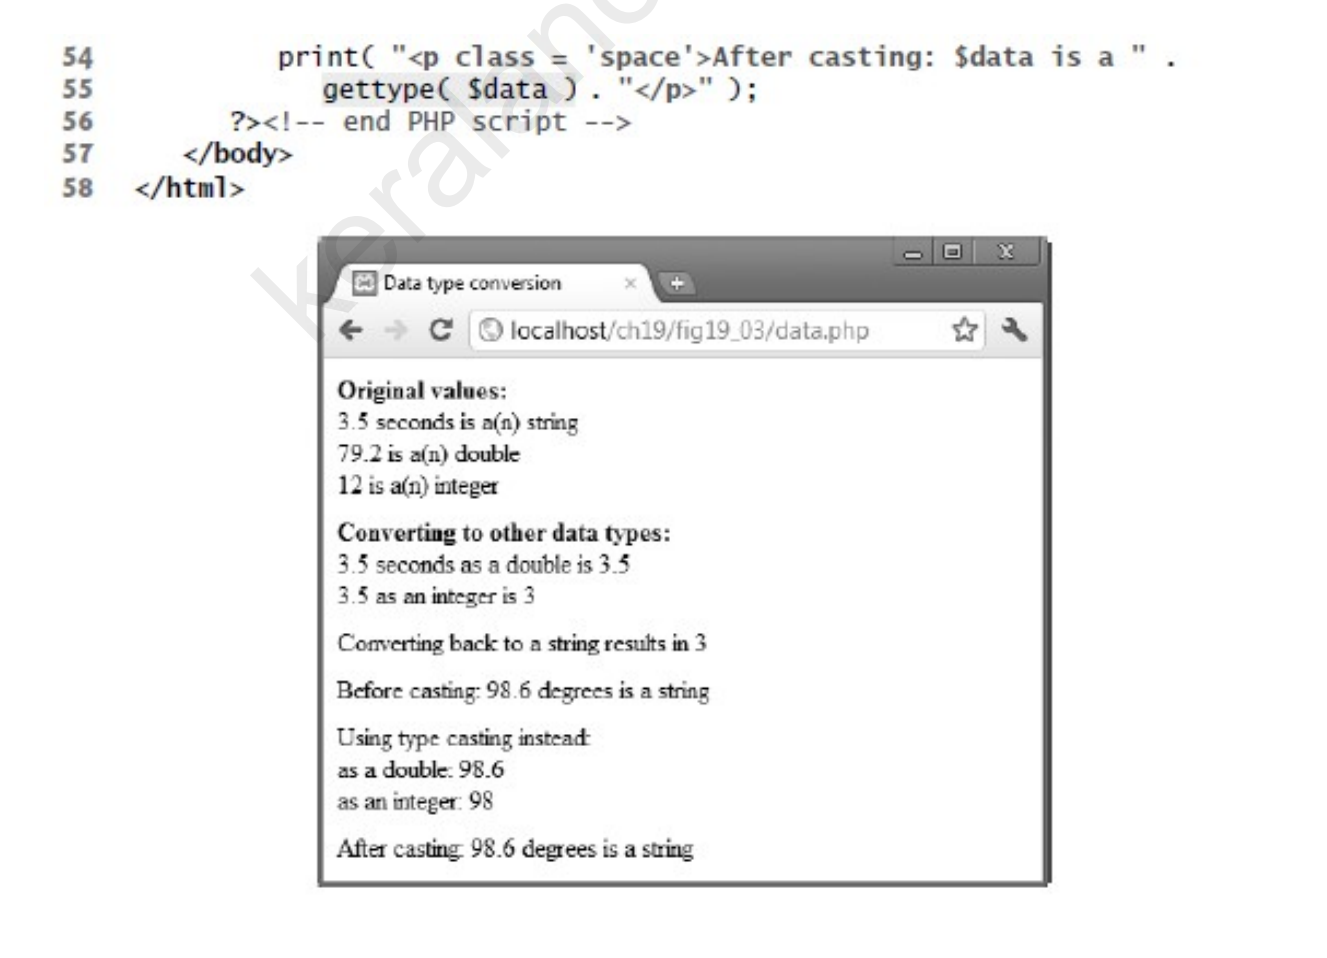 54 print( "<p class = 'space'>After casting: $data is a " .
55 gettype( $data ) . "</p>" );
56 ?><!-- end PHP script -->
57 </body>
58 </html>
Data type conversion
localhost/ch19/fig19_03/data.php
Original values:
3.5 seconds is a(n) string
79.2 is a(n) double
12 is a(n) integer
Converting to other data types:
3.5 seconds as a double is 3.5
3.5 as an integer is 3
Converting back to a string results in 3
Before casting: 98.6 degrees is a string
Using type casting instead:
as a double: 98.6
as an integer: 98
After casting: 98.6 degrees is a string